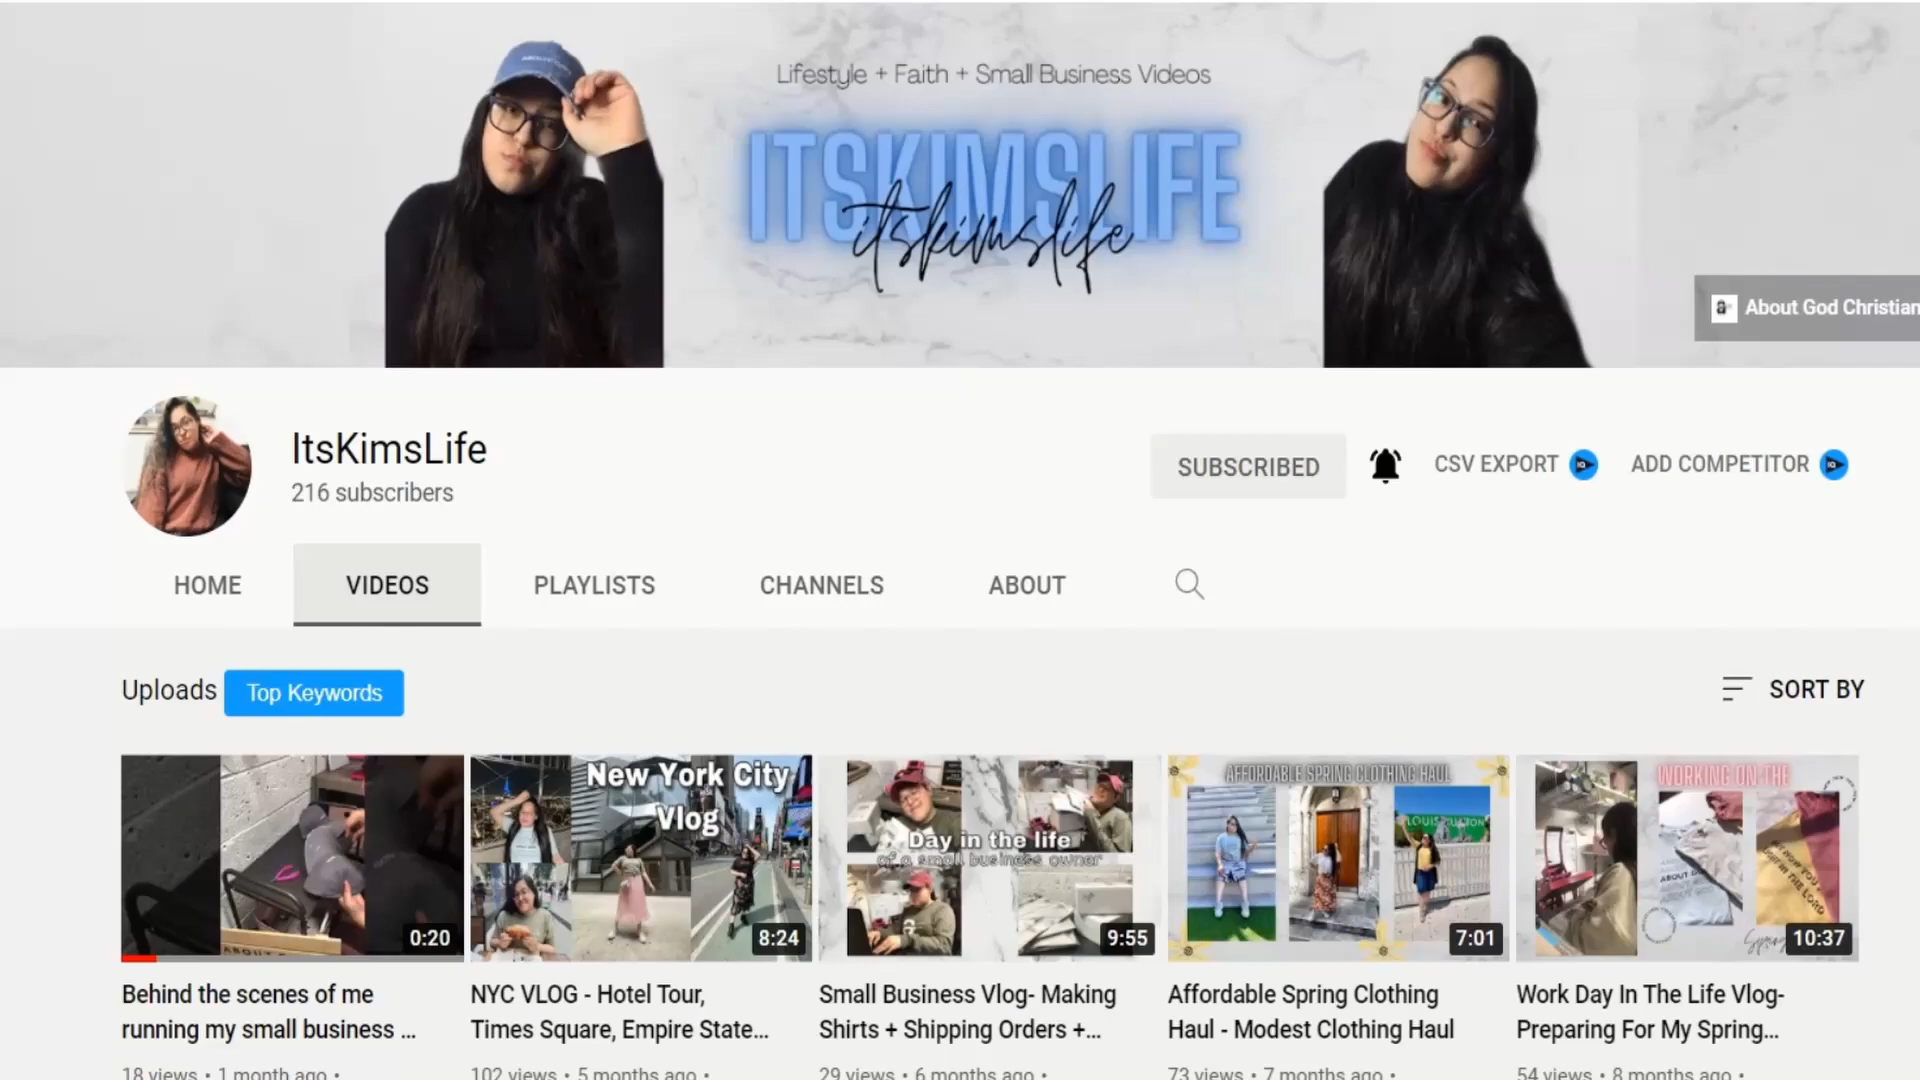 Lifestyle + Faith + Small Business Videos
ITSKIMSLIFE
itskimslife
About God Christian
ItsKimsLife
216 subscribers
SUBSCRIBED
CSV EXPORT
ADD COMPETITOR
HOME
VIDEOS
PLAYLISTS
CHANNELS
ABOUT
Uploads
Top Keywords
SORT BY
0:20
New York City
Vlog
8:24
Day in the life
of a small business owner
9:55
AFFORDABLE SPRING CLOTHING HAUL
7:01
WORKING ON THE
Spring
10:37
Behind the scenes of me
running my small business ...
NYC VLOG - Hotel Tour,
Times Square, Empire State...
Small Business Vlog- Making
Shirts + Shipping Orders +...
Affordable Spring Clothing
Haul - Modest Clothing Haul
Work Day In The Life Vlog-
Preparing For My Spring...
18 views • 1 month ago •
102 views • 5 months ago •
29 views • 6 months ago •
73 views • 7 months ago •
54 views • 8 months ago •